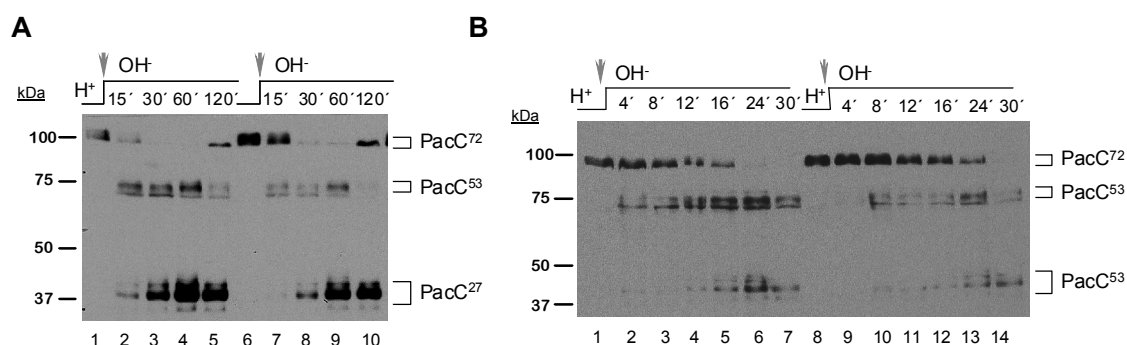 A
OH- OH-
H+ 15´ 30´ 60´ 120´ 15´ 30´ 60´ 120´
kDa
100 PacC72
75 PacC53
50
37 PacC27
1 2 3 4 5 6 7 8 9 10
B
OH- OH-
H+ 4´ 8´ 12´ 16´ 24´ 30´ H+ 4´ 8´ 12´ 16´ 24´ 30´
kDa
100 PacC72
75 PacC53
50
PacC53
37
1 2 3 4 5 6 7 8 9 10 11 12 13 14